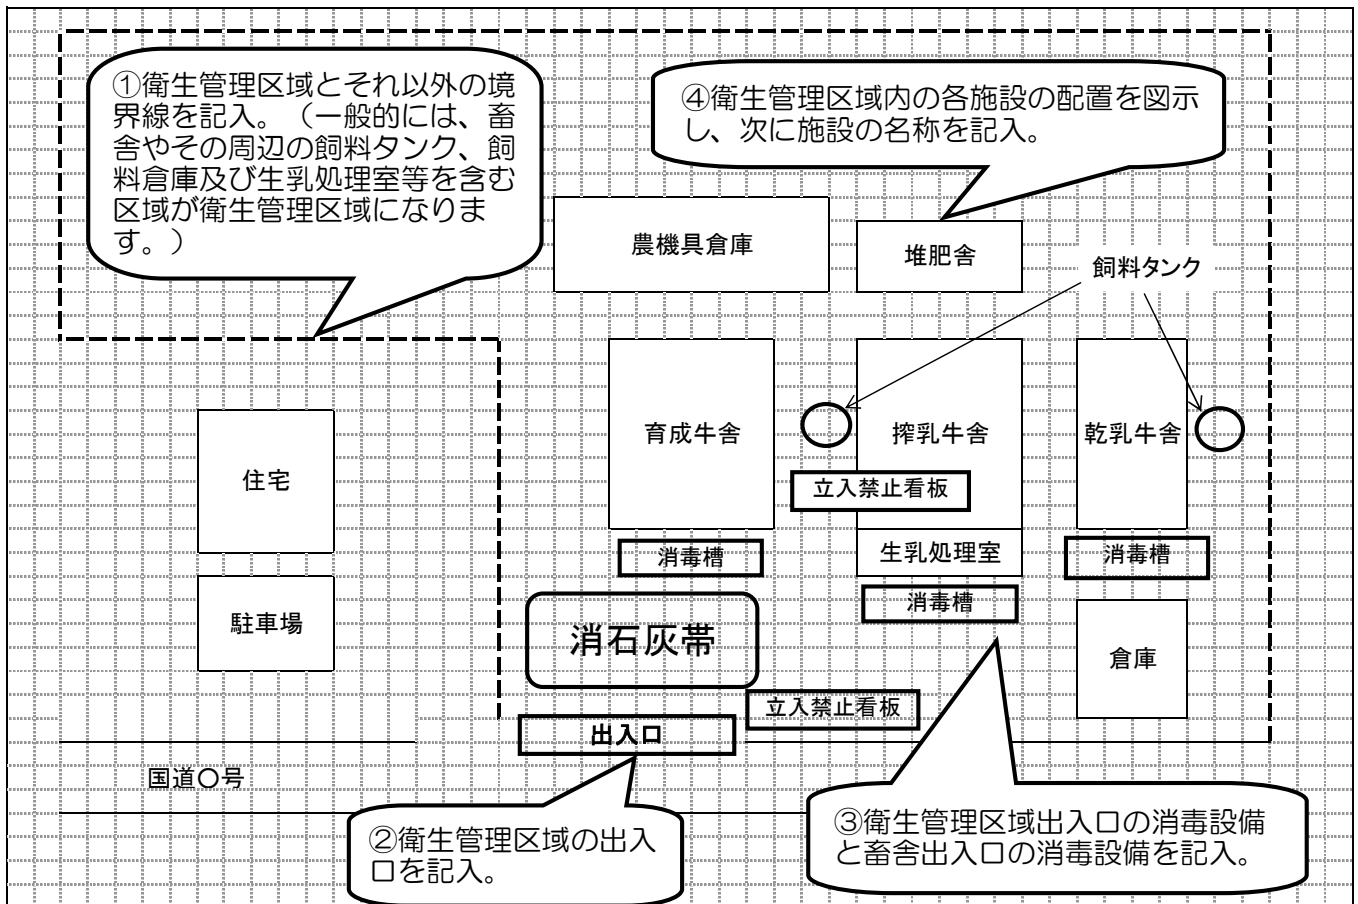 ①衛生管理区域とそれ以外の境
界線を記入。（一般的には、畜
舎やその周辺の飼料タンク、飼
料倉庫及び生乳処理室等を含む
区域が衛生管理区域になりま
す。）
④衛生管理区域内の各施設の配置を図示
し、次に施設の名称を記入。
農機具倉庫
堆肥舎
飼料タンク
育成牛舎
搾乳牛舎
乾乳牛舎
住宅
立入禁止看板
消毒槽
生乳処理室
消毒槽
消毒槽
駐車場
消石灰帯
倉庫
立入禁止看板
出入口
国道〇号
②衛生管理区域の出入
口を記入。
③衛生管理区域出入口の消毒設備
と畜舎出入口の消毒設備を記入。